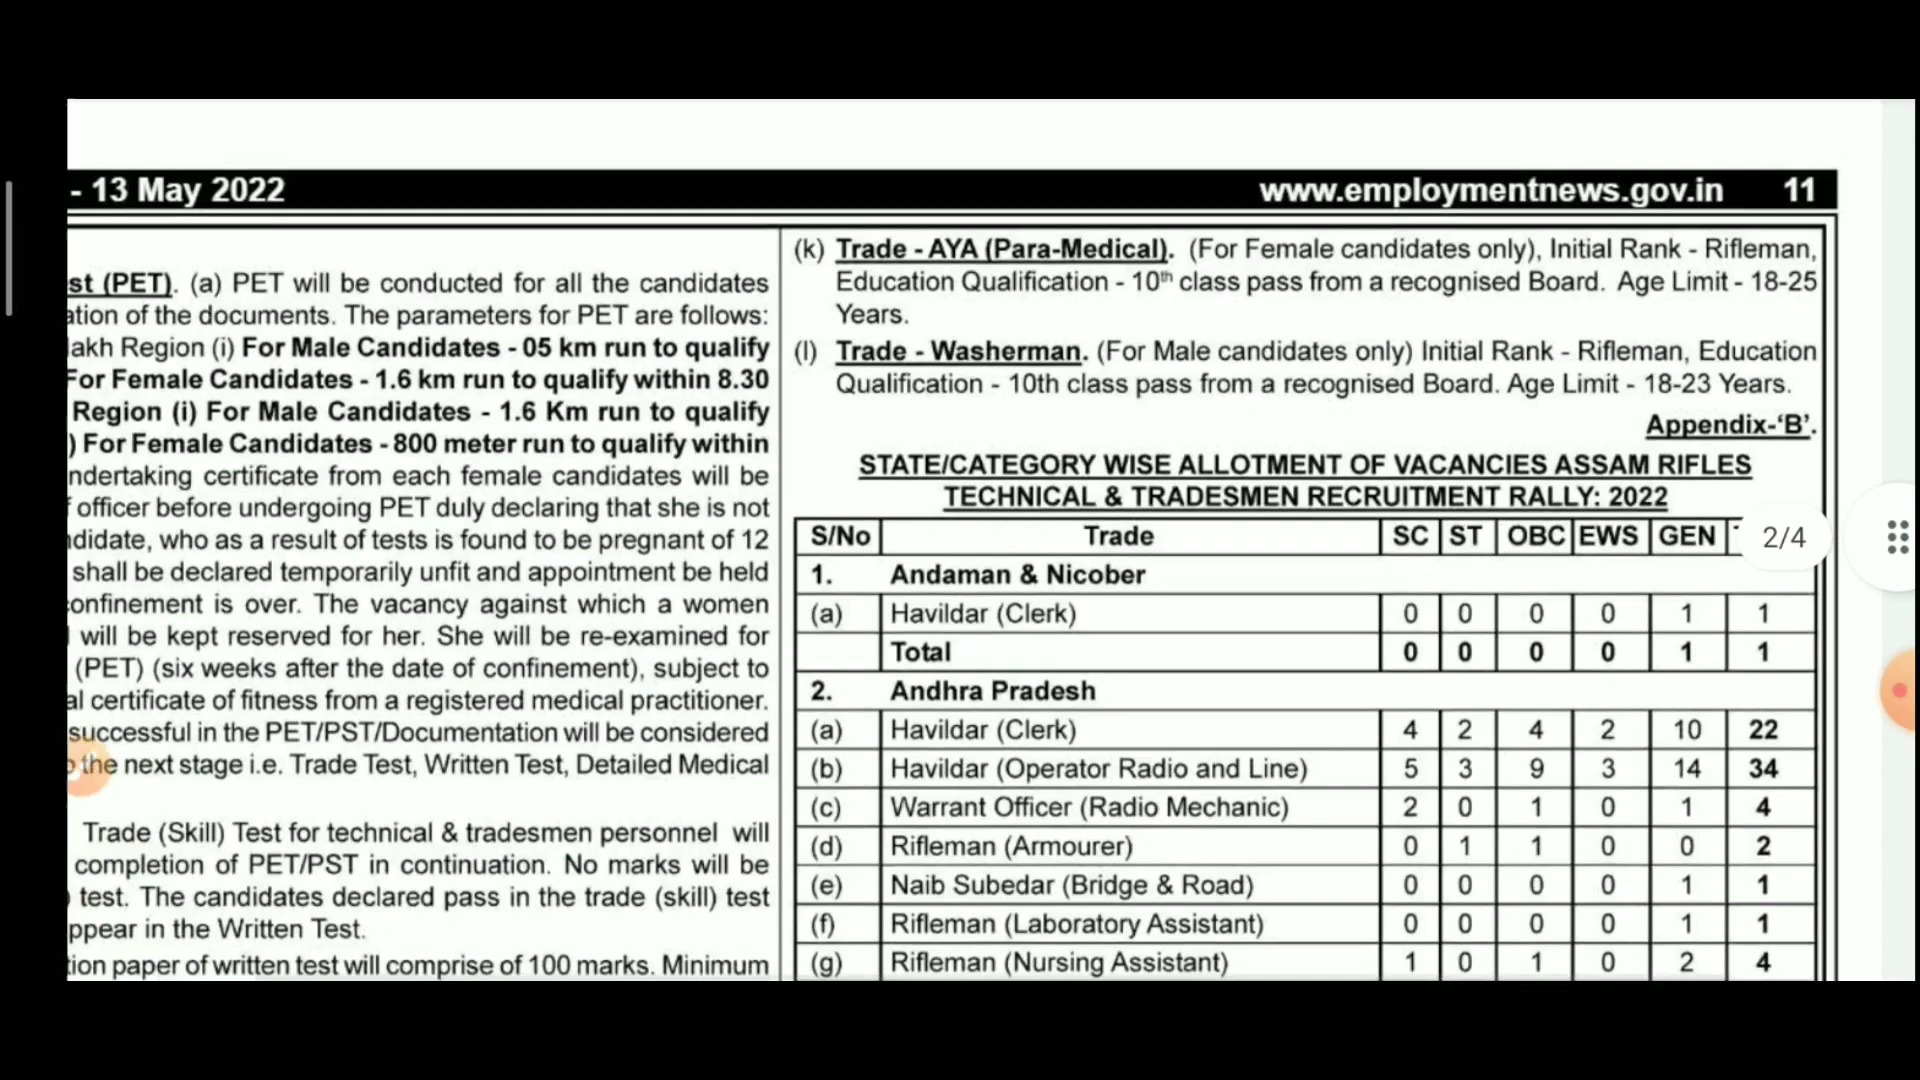 - 13 May 2022 www.employmentnews.gov.in 11
st (PET). (a) PET will be conducted for all the candidates
ation of the documents. The parameters for PET are follows:
lakh Region (i) For Male Candidates - 05 km run to qualify
For Female Candidates - 1.6 km run to qualify within 8.30
Region (i) For Male Candidates - 1.6 Km run to qualify
) For Female Candidates - 800 meter run to qualify within
ndertaking certificate from each female candidates will be
officer before undergoing PET duly declaring that she is not
didate, who as a result of tests is found to be pregnant of 12
shall be declared temporarily unfit and appointment be held
onfinement is over. The vacancy against which a women
will be kept reserved for her. She will be re-examined for
(PET) (six weeks after the date of confinement), subject to
al certificate of fitness from a registered medical practitioner.
successful in the PET/PST/Documentation will be considered
the next stage i.e. Trade Test, Written Test, Detailed Medical
Trade (Skill) Test for technical & tradesmen personnel will
completion of PET/PST in continuation. No marks will be
) test. The candidates declared pass in the trade (skill) test
ppear in the Written Test.
tion paper of written test will comprise of 100 marks. Minimum
(k) Trade - AYA (Para-Medical). (For Female candidates only), Initial Rank - Rifleman,
Education Qualification - 10th class pass from a recognised Board. Age Limit - 18-25
Years.
(l) Trade - Washerman. (For Male candidates only) Initial Rank - Rifleman, Education
Qualification - 10th class pass from a recognised Board. Age Limit - 18-23 Years.
Appendix-‘B’.
STATE/CATEGORY WISE ALLOTMENT OF VACANCIES ASSAM RIFLES
TECHNICAL & TRADESMEN RECRUITMENT RALLY: 2022
S/No Trade SC ST OBC EWS GEN
2/4
1. Andaman & Nicober
(a) Havildar (Clerk) 0 0 0 0 1 1
Total 0 0 0 0 1 1
2. Andhra Pradesh
(a) Havildar (Clerk) 4 2 4 2 10 22
(b) Havildar (Operator Radio and Line) 5 3 9 3 14 34
(c) Warrant Officer (Radio Mechanic) 2 0 1 0 1 4
(d) Rifleman (Armourer) 0 1 1 0 0 2
(e) Naib Subedar (Bridge & Road) 0 0 0 0 1 1
(f) Rifleman (Laboratory Assistant) 0 0 0 0 1 1
(g) Rifleman (Nursing Assistant) 1 0 1 0 2 4